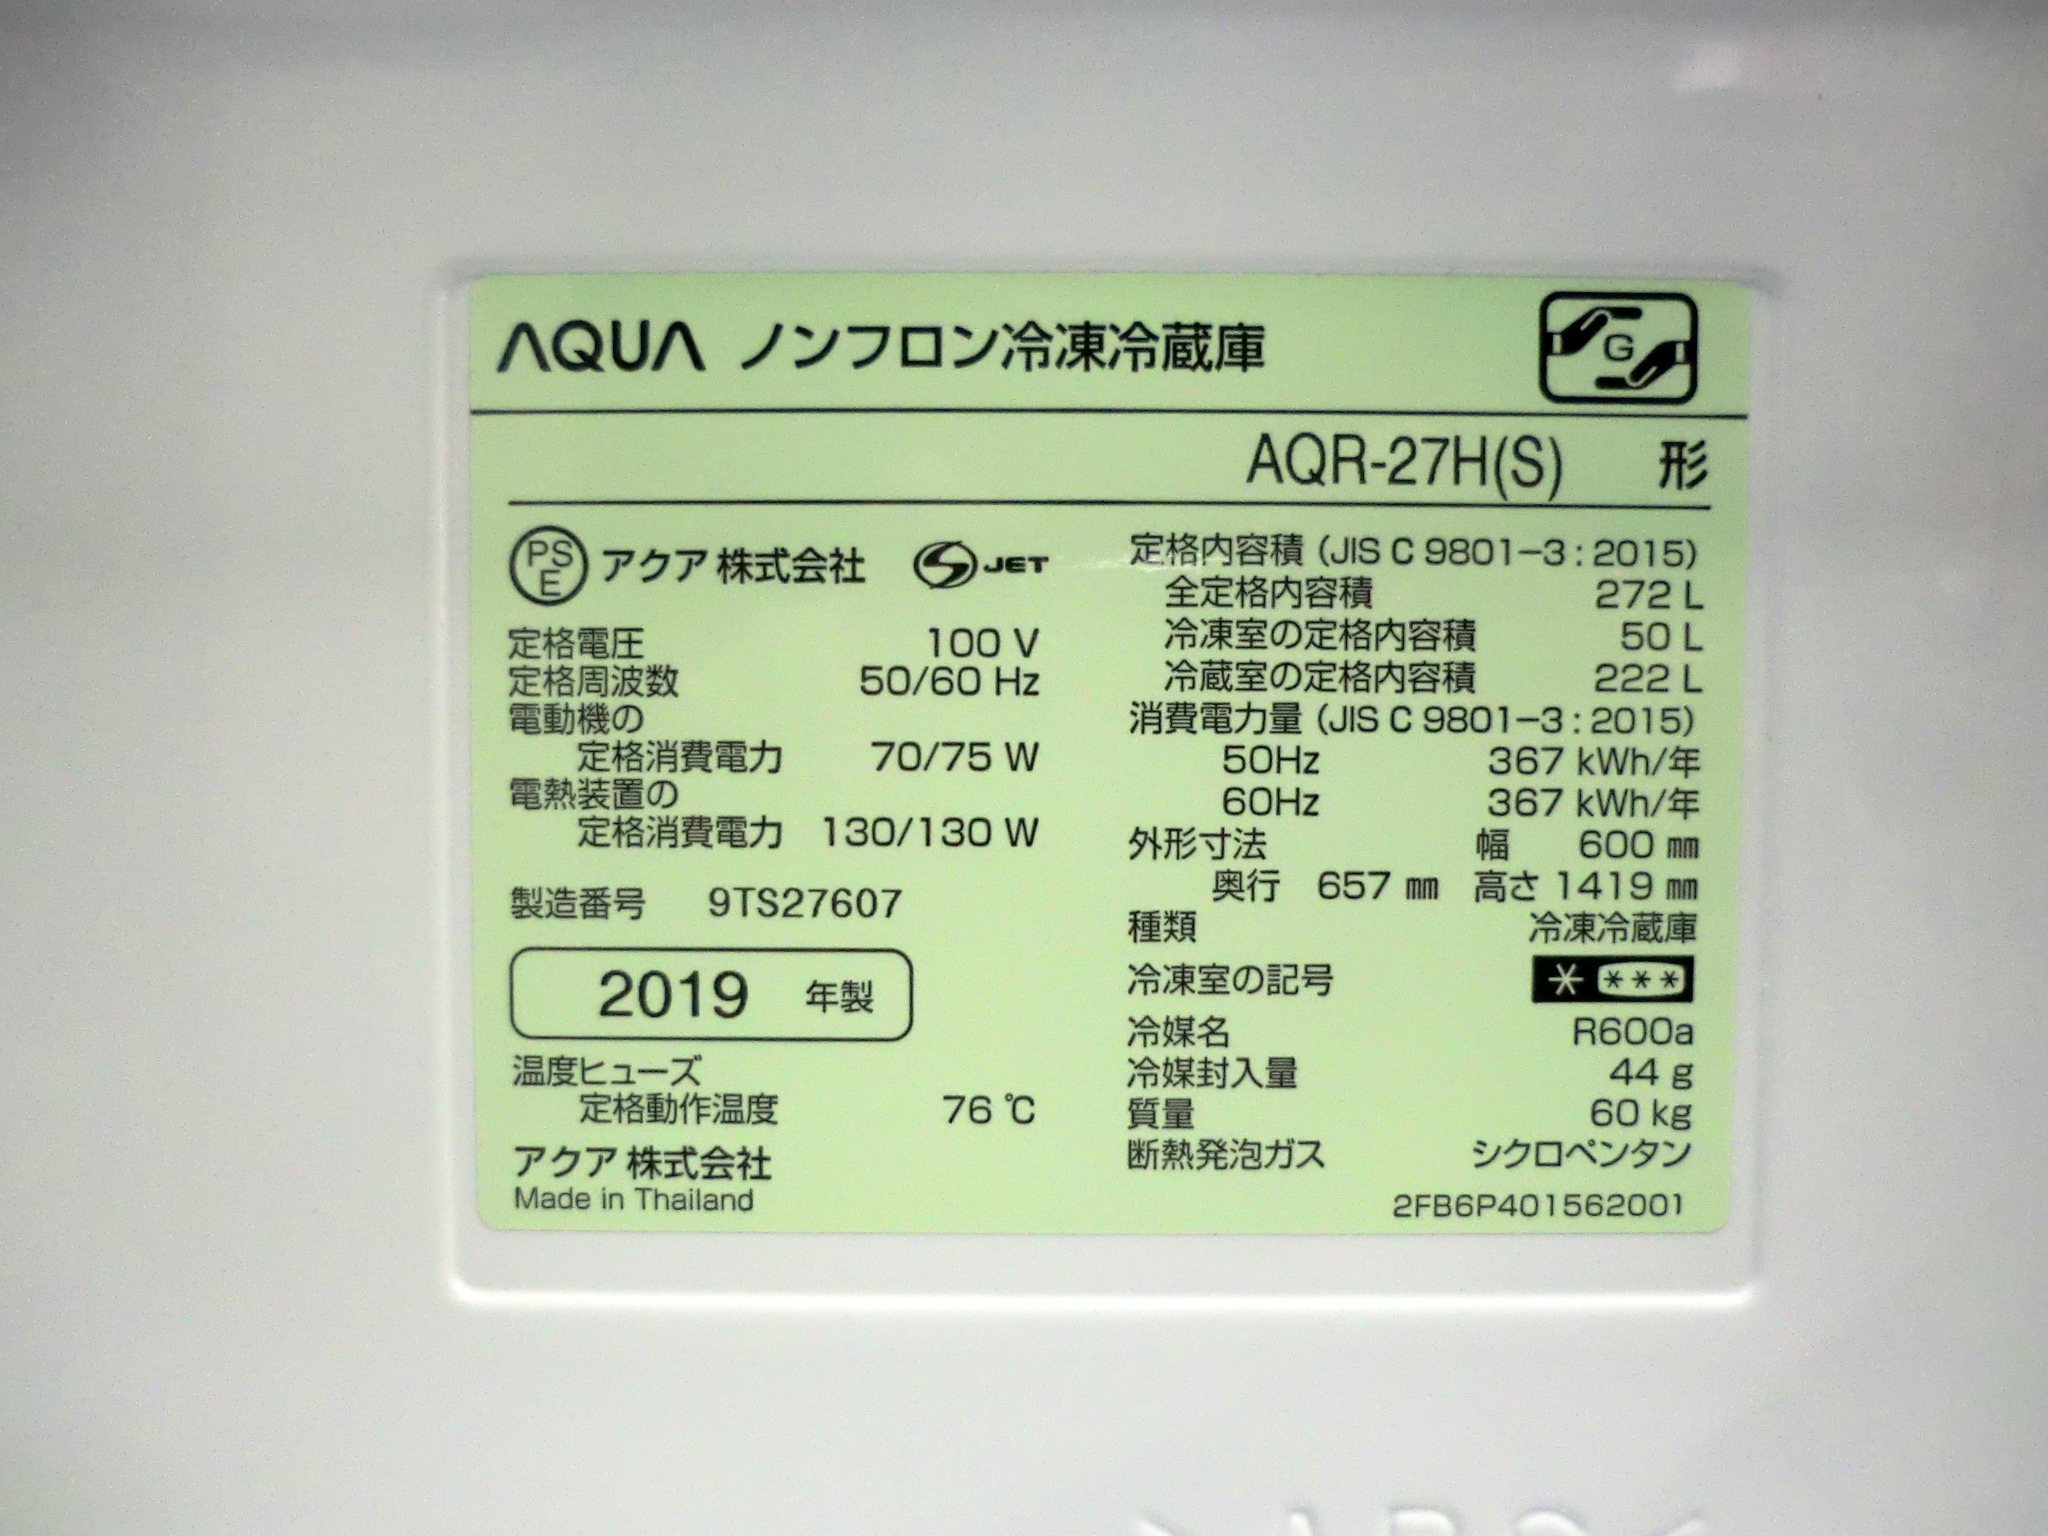 AQUA ノンフロン冷凍冷蔵庫
G
AQR-27H(S) 形
PSE アクア 株式会社 S JET
定格電圧 100 V
定格周波数 50/60 Hz
電動機の
定格消費電力 70/75 W
電熱装置の
定格消費電力 130/130 W
製造番号 9TS27607
2019 年製
温度ヒューズ
定格動作温度 76 ℃
アクア 株式会社
Made in Thailand
定格内容積 (JIS C 9801-3:2015)
全定格内容積 272 L
冷凍室の定格内容積 50 L
冷蔵室の定格内容積 222 L
消費電力量 (JIS C 9801-3:2015)
50Hz 367 kWh/年
60Hz 367 kWh/年
外形寸法 幅 600 ㎜
奥行 657 ㎜ 高さ 1419 ㎜
種類 冷凍冷蔵庫
冷凍室の記号 * ***
冷媒名 R600a
冷媒封入量 44 g
質量 60 kg
断熱発泡ガス シクロペンタン
2FB6P401562001